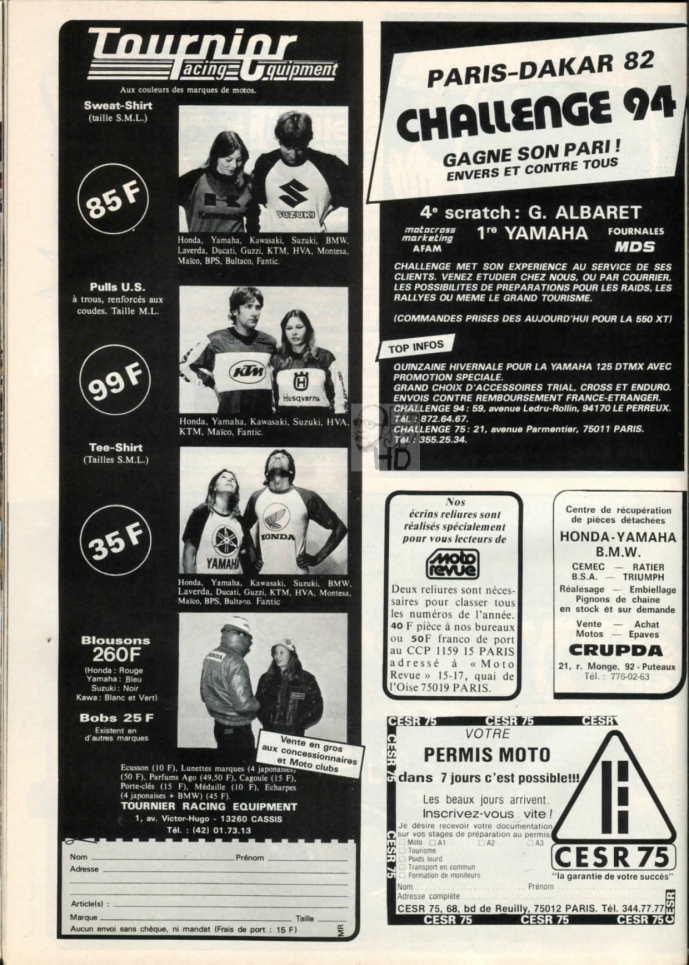 Tournier
Racing Equipment
Aux couleurs des marques de motos.
Sweat-Shirt
(taille S.M.L.)
85 F
Kawasaki
SUZUKI
Honda, Yamaha, Kawasaki, Suzuki, BMW,
Laverda, Ducati, Guzzi, KTM, HVA, Montesa,
Maïco, BPS, Bultaco, Fantic.
Pulls U.S.
à trous, renforcés aux
coudes. Taille M.L.
99 F
KTM
Husqvarna
Honda, Yamaha, Kawasaki, Suzuki, HVA,
KTM, Maïco, Fantic.
Tee-Shirt
(Tailles S.M.L.)
35 F
YAMAHA
HONDA
Honda, Yamaha, Kawasaki, Suzuki, BMW,
Laverda, Ducati, Guzzi, KTM, HVA, Montesa,
Maïco, BPS, Bultaco, Fantic
Blousons
260F
(Honda : Rouge
Yamaha : Bleu
Suzuki : Noir
Kawa : Blanc et Vert)
Bobs 25 F
Existent en
d'autres marques
HONDA
Vente en gros
aux concessionnaires
et Moto clubs
Ecusson (10 F), Lunettes marques (4 japonaises)
(50 F), Parfums Ago (49,50 F), Cagoule (15 F),
Porte-clés (15 F), Médaille (10 F), Echarpes
(4 japonaises + BMW) (45 F).
TOURNIER RACING EQUIPMENT
1, av. Victor-Hugo - 13260 CASSIS
Tél. : (42) 01.73.13
Nom Prénom
Adresse
Article(s) :
Marque Taille
Aucun envoi sans chèque, ni mandat (Frais de port : 15 F)
MR
PARIS-DAKAR 82
CHALLENGE 94
GAGNE SON PARI !
ENVERS ET CONTRE TOUS
4e scratch : G. ALBARET
motocross marketing AFAM
1re YAMAHA
FOURNALES
MDS
CHALLENGE MET SON EXPERIENCE AU SERVICE DE SES
CLIENTS. VENEZ ETUDIER CHEZ NOUS, OU PAR COURRIER,
LES POSSIBILITES DE PREPARATIONS POUR LES RAIDS, LES
RALLYES OU MEME LE GRAND TOURISME.
(COMMANDES PRISES DES AUJOURD'HUI POUR LA 550 XT)
TOP INFOS
QUINZAINE HIVERNALE POUR LA YAMAHA 125 DTMX AVEC
PROMOTION SPECIALE.
GRAND CHOIX D'ACCESSOIRES TRIAL, CROSS ET ENDURO.
ENVOIS CONTRE REMBOURSEMENT FRANCE-ETRANGER.
CHALLENGE 94 : 59, avenue Ledru-Rollin, 94170 LE PERREUX.
Tél. : 872.64.67.
CHALLENGE 75 : 21, avenue Parmentier, 75011 PARIS.
Tél. : 355.25.34.
HD
Nos
écrins reliures sont
réalisés spécialement
pour vous lecteurs de
moto revue
Deux reliures sont néces-
saires pour classer tous
les numéros de l'année.
40 F pièce à nos bureaux
ou 50F franco de port
au CCP 1159 15 PARIS
adressé à « Moto
Revue » 15-17, quai de
l'Oise 75019 PARIS.
Centre de récupération
de pièces détachées
HONDA-YAMAHA
B.M.W.
CEMEC — RATIER
B.S.A. — TRIUMPH
Réalésage — Embiellage
Pignons de chaine
en stock et sur demande
Vente — Achat
Motos — Epaves
CRUPDA
21, r. Monge, 92 - Puteaux
Tél. : 776-02-63
CESR 75 CESR 75 CESR
CESR 75
CESR 75
VOTRE
PERMIS MOTO
dans 7 jours c'est possible!!!
Les beaux jours arrivent.
Inscrivez-vous vite !
Je désire recevoir votre documentation
sur vos stages de préparation au permis
Moto A1 A2 A3
Tourisme
Poids lourd
Transport en commun
Formation de moniteurs
CESR 75
"la garantie de votre succès"
Nom Prénom
Adresse complète
CESR 75, 68, bd de Reuilly, 75012 PARIS. Tél. 344.77.77
CESR 75 CESR 75 CESR 75
CESR